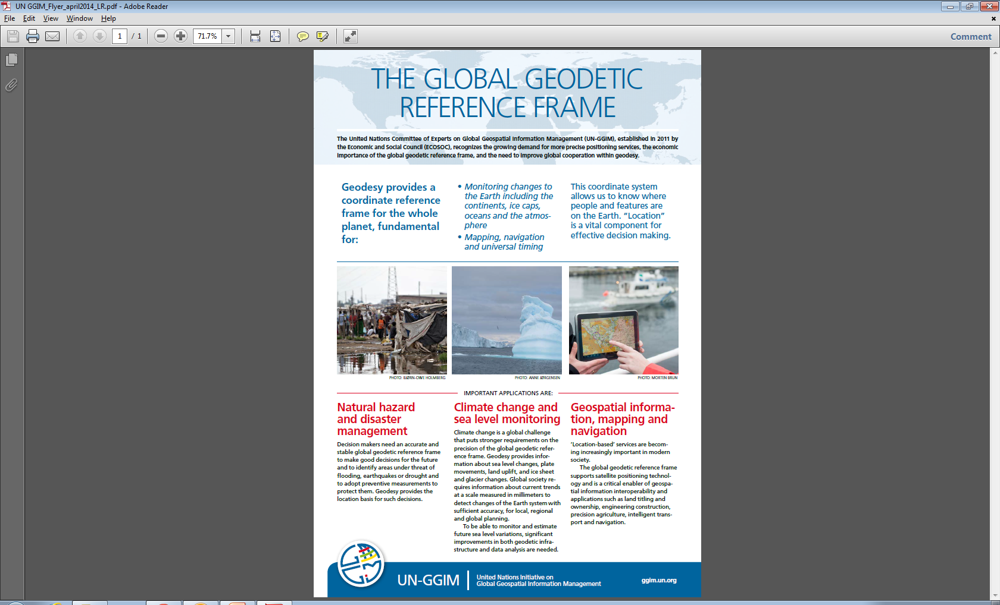 UN GGIM_Flyer_april2014_LR.pdf - Adobe Reader
File Edit View Window Help
1 / 1 71.7% Comment
THE GLOBAL GEODETIC
REFERENCE FRAME
The United Nations Committee of Experts on Global Geospatial Information Management (UN-GGIM), established in 2011 by
the Economic and Social Council (ECOSOC), recognizes the growing demand for more precise positioning services, the economic
importance of the global geodetic reference frame, and the need to improve global cooperation within geodesy.
Geodesy provides a
coordinate reference
frame for the whole
planet, fundamental
for:
• Monitoring changes to
the Earth including the
continents, ice caps,
oceans and the atmos-
phere
• Mapping, navigation
and universal timing
This coordinate system
allows us to know where
people and features are
on the Earth. “Location”
is a vital component for
effective decision making.
PHOTO: BJØRN-OWE HOLMBERG
PHOTO: ANNE JØRGENSEN
PHOTO: MORTEN BRUN
IMPORTANT APPLICATIONS ARE:
Natural hazard
and disaster
management
Decision makers need an accurate and
stable global geodetic reference frame
to make good decisions for the future
and to identify areas under threat of
flooding, earthquakes or drought and
to adopt preventive measurements to
protect them. Geodesy provides the
location basis for such decisions.
Climate change and
sea level monitoring
Climate change is a global challenge
that puts stronger requirements on the
precision of the global geodetic refer-
ence frame. Geodesy provides infor-
mation about sea level changes, plate
movements, land uplift, and ice sheet
and glacier changes. Global society re-
quires information about current trends
at a scale measured in millimeters to
detect changes of the Earth system with
sufficient accuracy, for local, regional
and global planning.
To be able to monitor and estimate
future sea level variations, significant
improvements in both geodetic infra-
structure and data analysis are needed.
Geospatial informa-
tion, mapping and
navigation
‘Location-based’ services are becom-
ing increasingly important in modern
society.
The global geodetic reference frame
supports satellite positioning technol-
ogy and is a critical enabler of geospa-
tial information interoperability and
applications such as land titling and
ownership, engineering construction,
precision agriculture, intelligent trans-
port and navigation.
UN-GGIM
United Nations Initiative on
Global Geospatial Information Management
ggim.un.org